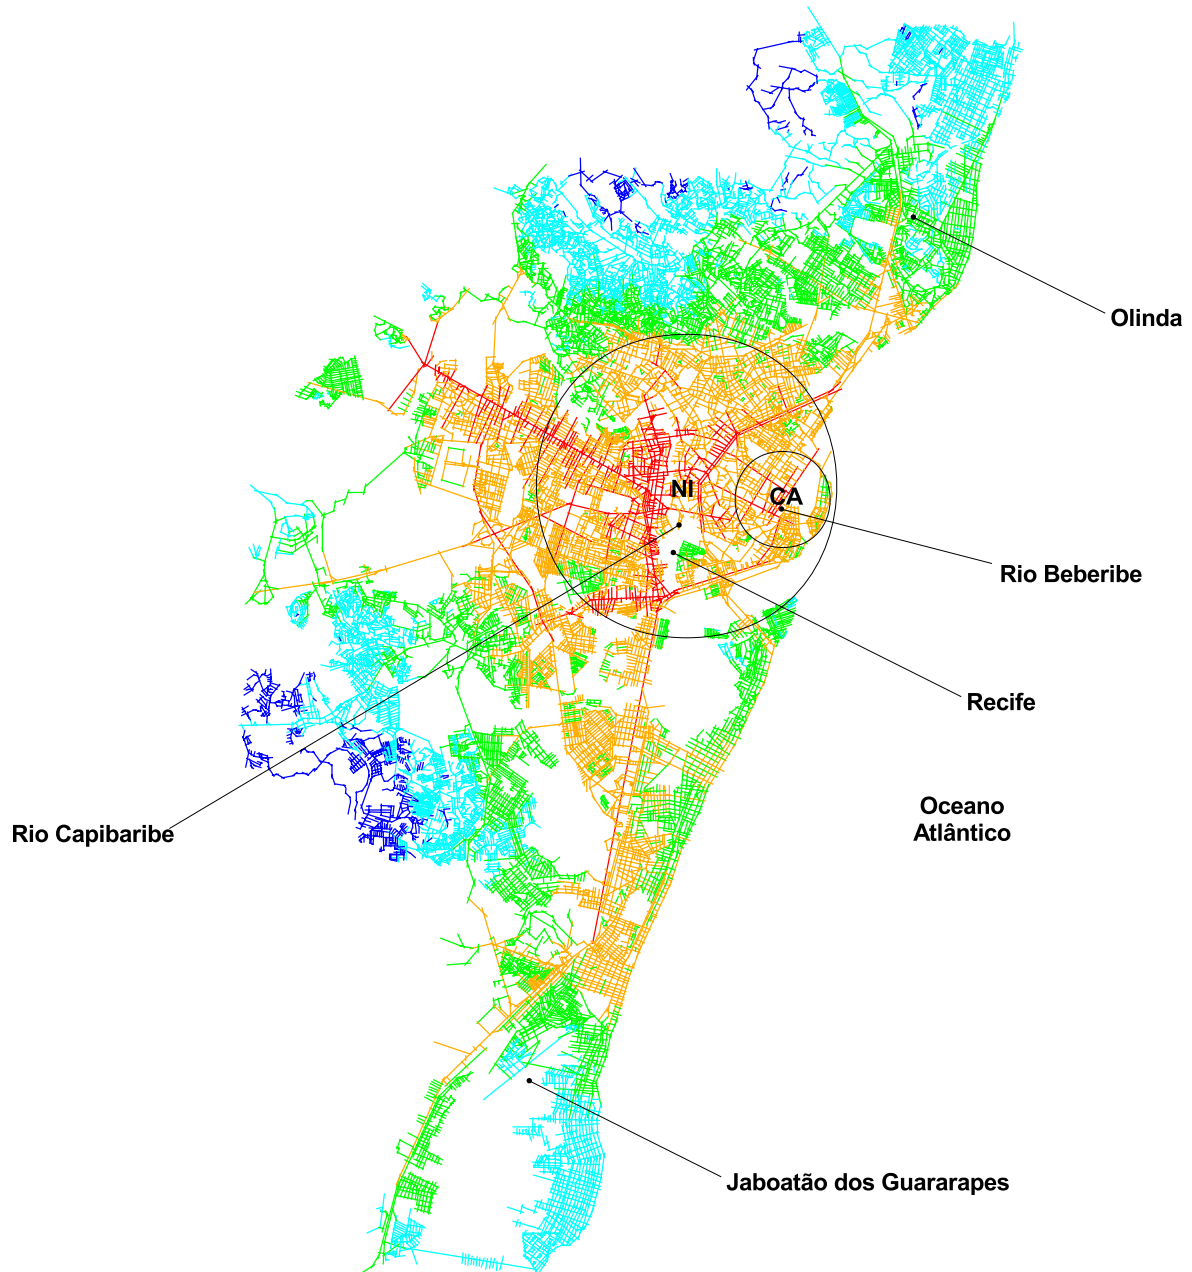 Olinda
NI
CA
Rio Beberibe
Recife
Oceano
Atlântico
Rio Capibaribe
Jaboatão dos Guararapes